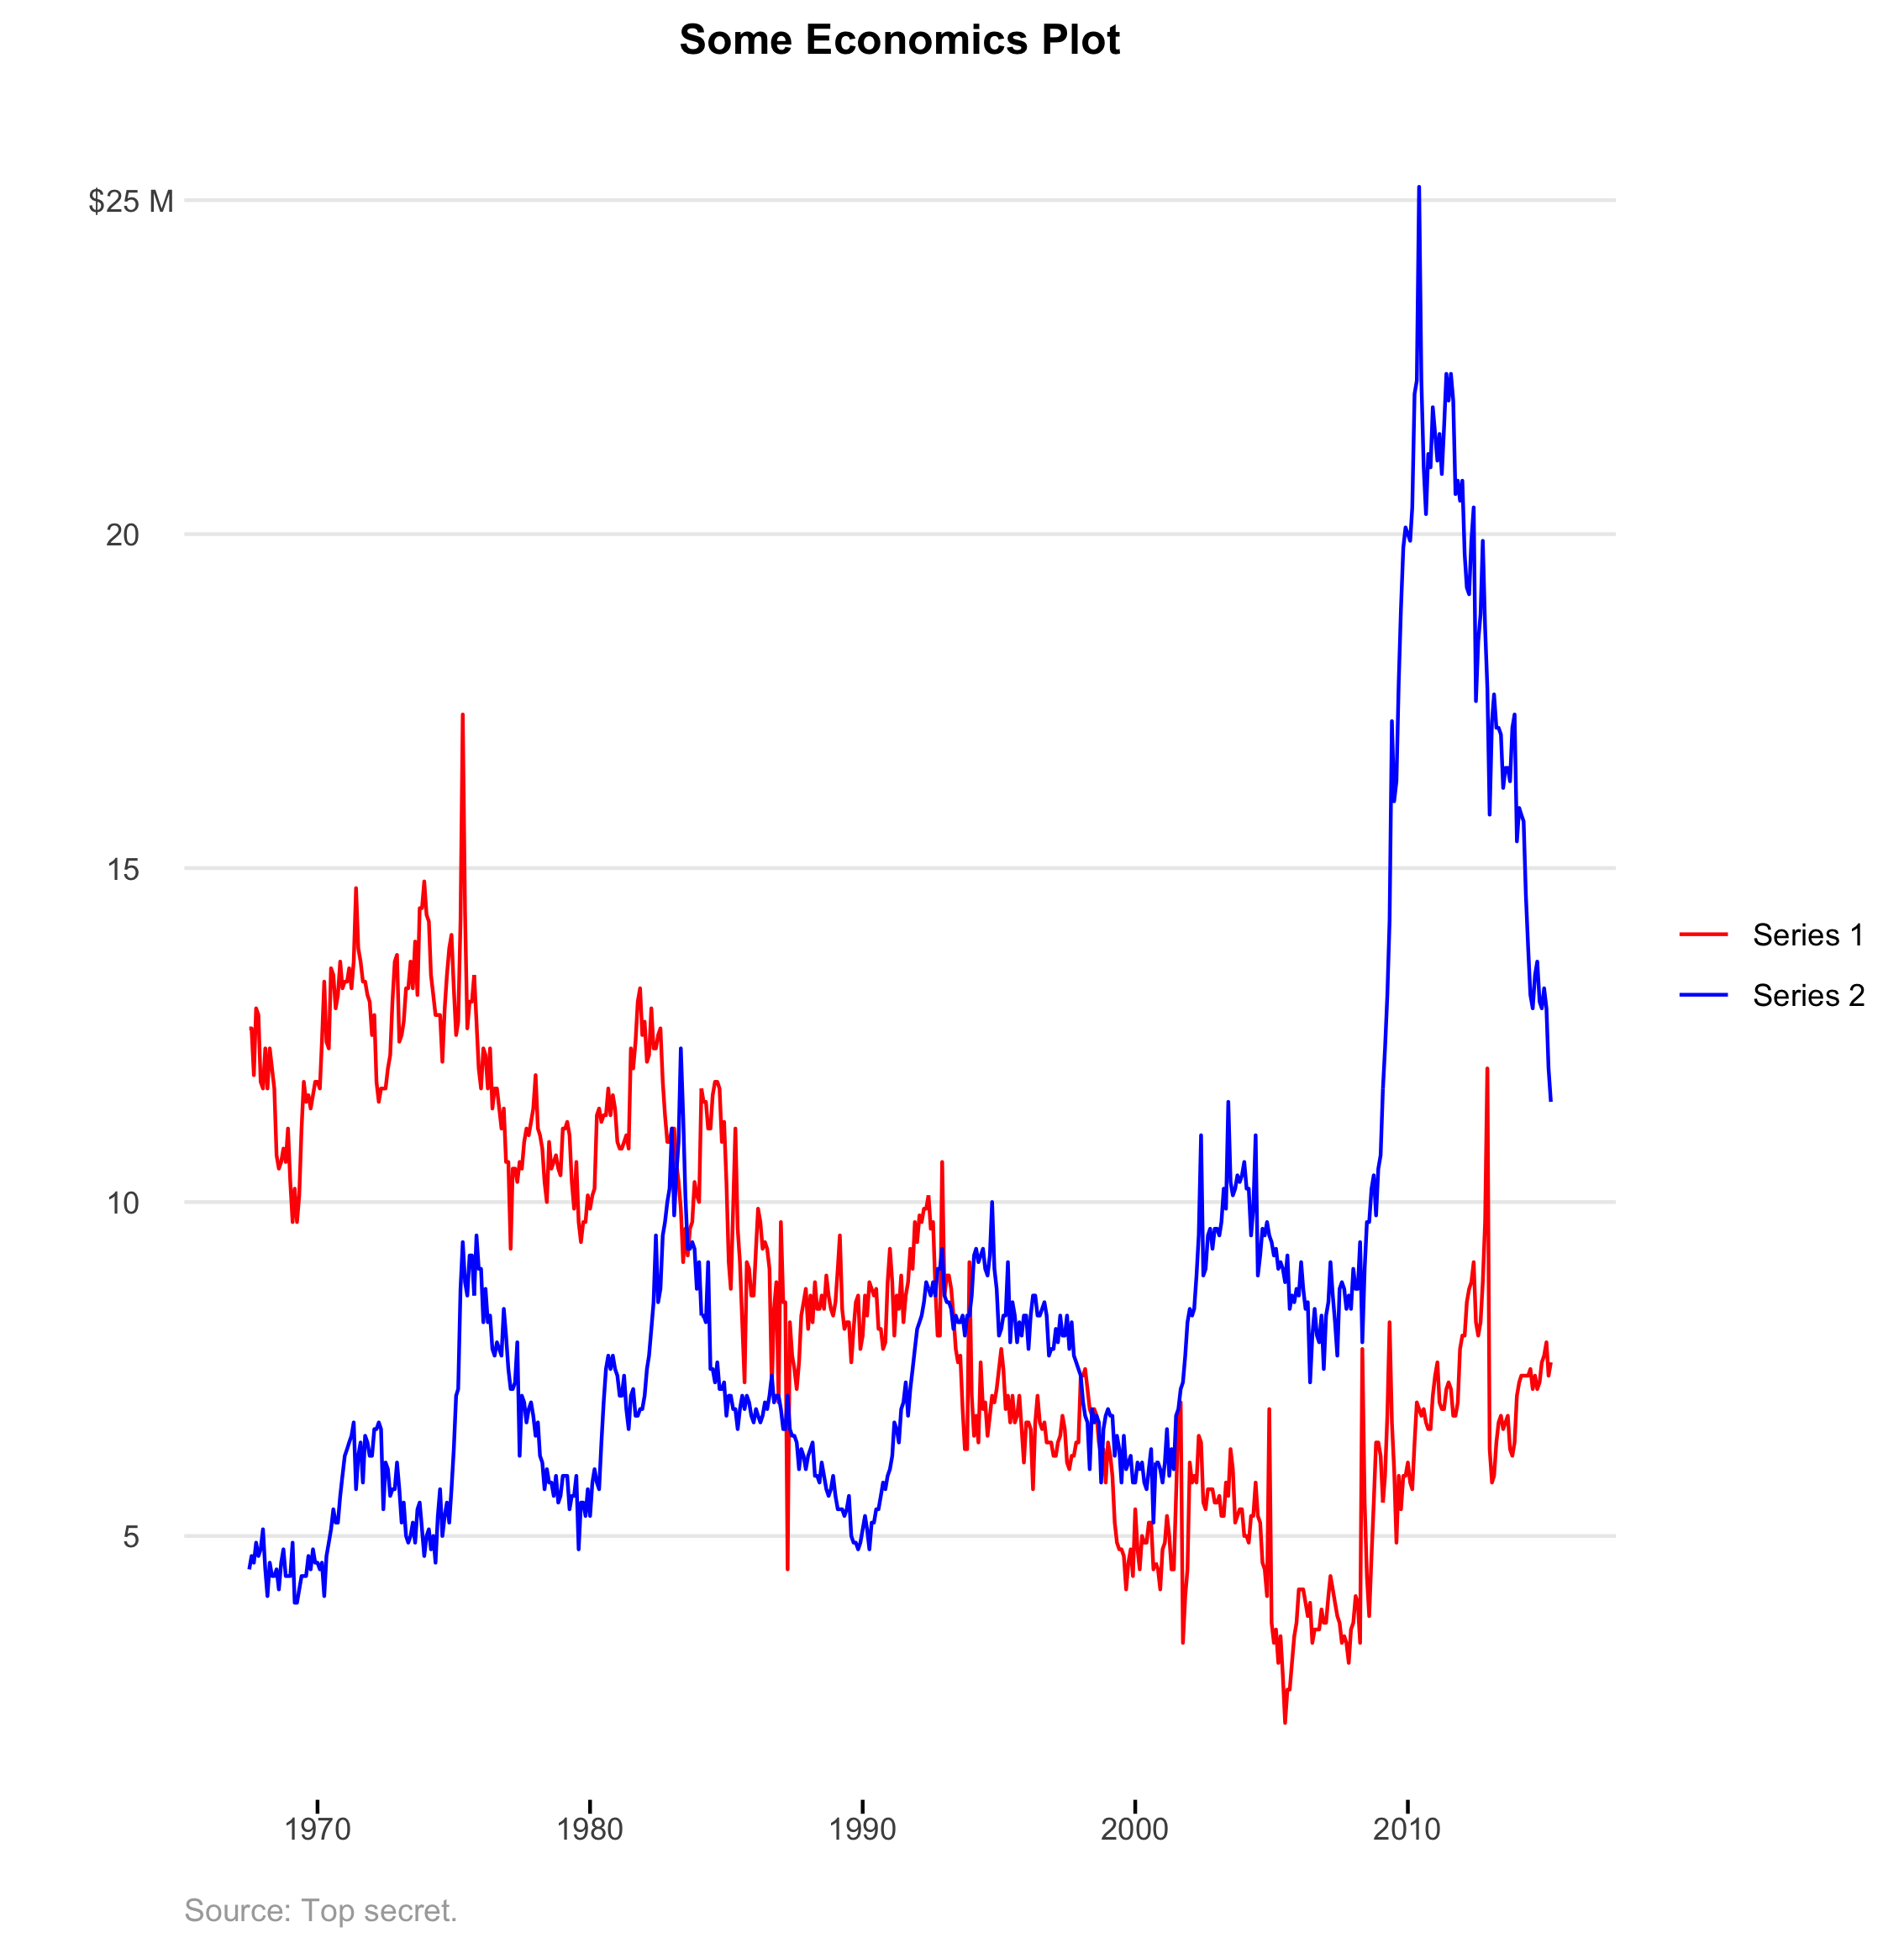 Some Economics Plot
$25 M
20
15
10
5
Series 1
Series 2
1970 1980 1990 2000 2010
Source: Top secret.